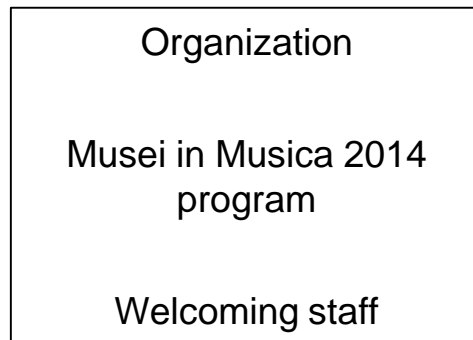 Organization
Musei in Musica 2014
program
Welcoming staff